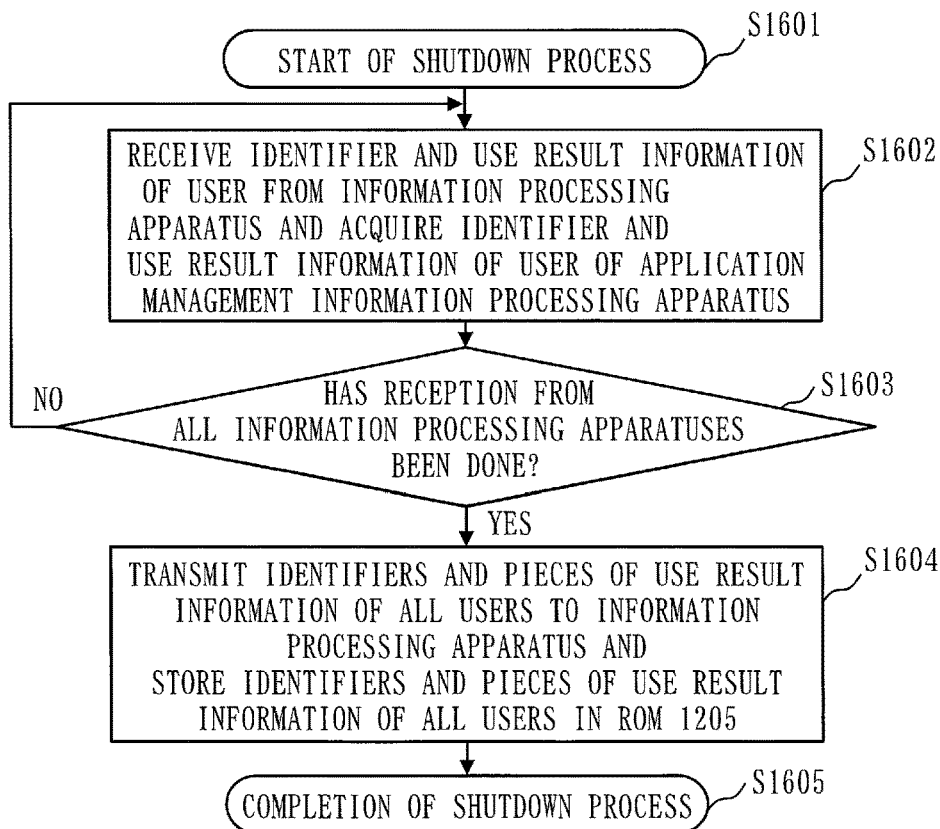 S1601
START OF SHUTDOWN PROCESS
S1602
RECEIVE IDENTIFIER AND USE RESULT INFORMATION
OF USER FROM INFORMATION PROCESSING
APPARATUS AND ACQUIRE IDENTIFIER AND
USE RESULT INFORMATION OF USER OF APPLICATION
MANAGEMENT INFORMATION PROCESSING APPARATUS
S1603
HAS RECEPTION FROM
ALL INFORMATION PROCESSING APPARATUSES
BEEN DONE?
NO
YES
S1604
TRANSMIT IDENTIFIERS AND PIECES OF USE RESULT
INFORMATION OF ALL USERS TO INFORMATION
PROCESSING APPARATUS AND
STORE IDENTIFIERS AND PIECES OF USE RESULT
INFORMATION OF ALL USERS IN ROM 1205
S1605
COMPLETION OF SHUTDOWN PROCESS